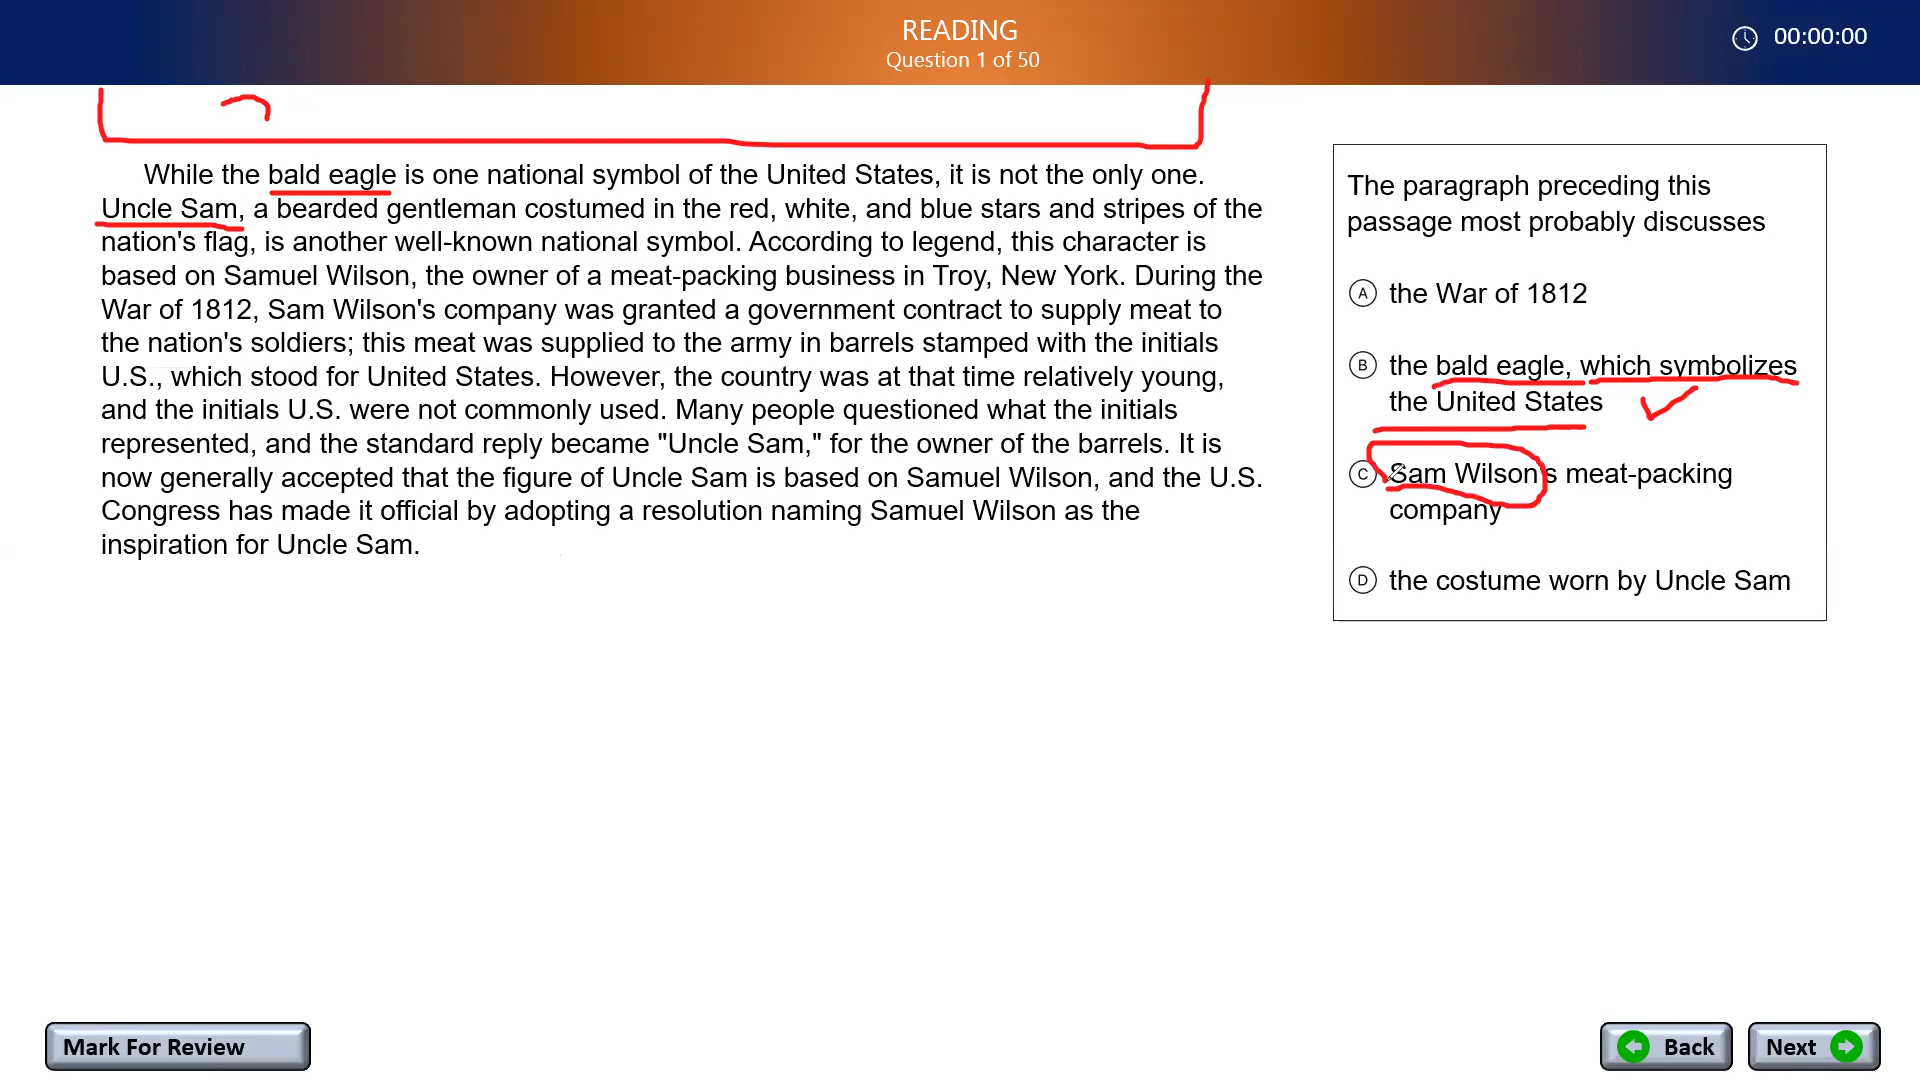 READING
Question 1 of 50
00:00:00
While the bald eagle is one national symbol of the United States, it is not the only one.
Uncle Sam, a bearded gentleman costumed in the red, white, and blue stars and stripes of the
nation's flag, is another well-known national symbol. According to legend, this character is
based on Samuel Wilson, the owner of a meat-packing business in Troy, New York. During the
War of 1812, Sam Wilson's company was granted a government contract to supply meat to
the nation's soldiers; this meat was supplied to the army in barrels stamped with the initials
U.S., which stood for United States. However, the country was at that time relatively young,
and the initials U.S. were not commonly used. Many people questioned what the initials
represented, and the standard reply became "Uncle Sam," for the owner of the barrels. It is
now generally accepted that the figure of Uncle Sam is based on Samuel Wilson, and the U.S.
Congress has made it official by adopting a resolution naming Samuel Wilson as the
inspiration for Uncle Sam.
The paragraph preceding this
passage most probably discusses
A the War of 1812
B the bald eagle, which symbolizes
the United States
C Sam Wilson's meat-packing
company
D the costume worn by Uncle Sam
Mark For Review
Back
Next